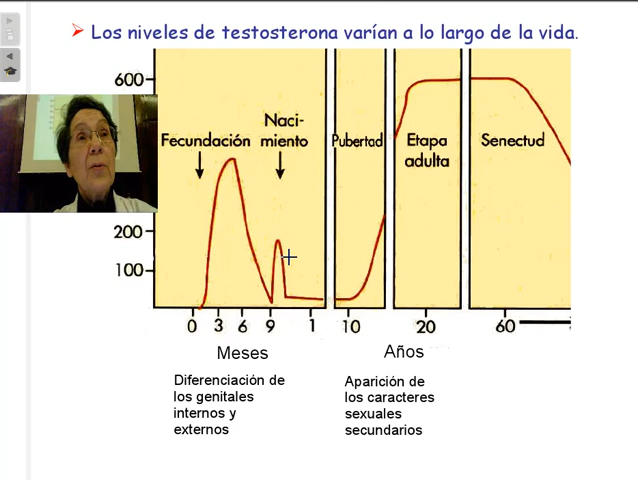 Los niveles de testosterona varían a lo largo de la vida.
600
200
100
Fecundación
Naci-
miento
Pubertad
Etapa
adulta
Senectud
0 3 6 9 1 10 20 60
Meses
Años
Diferenciación de
los genitales
internos y
externos
Aparición de
los caracteres
sexuales
secundarios